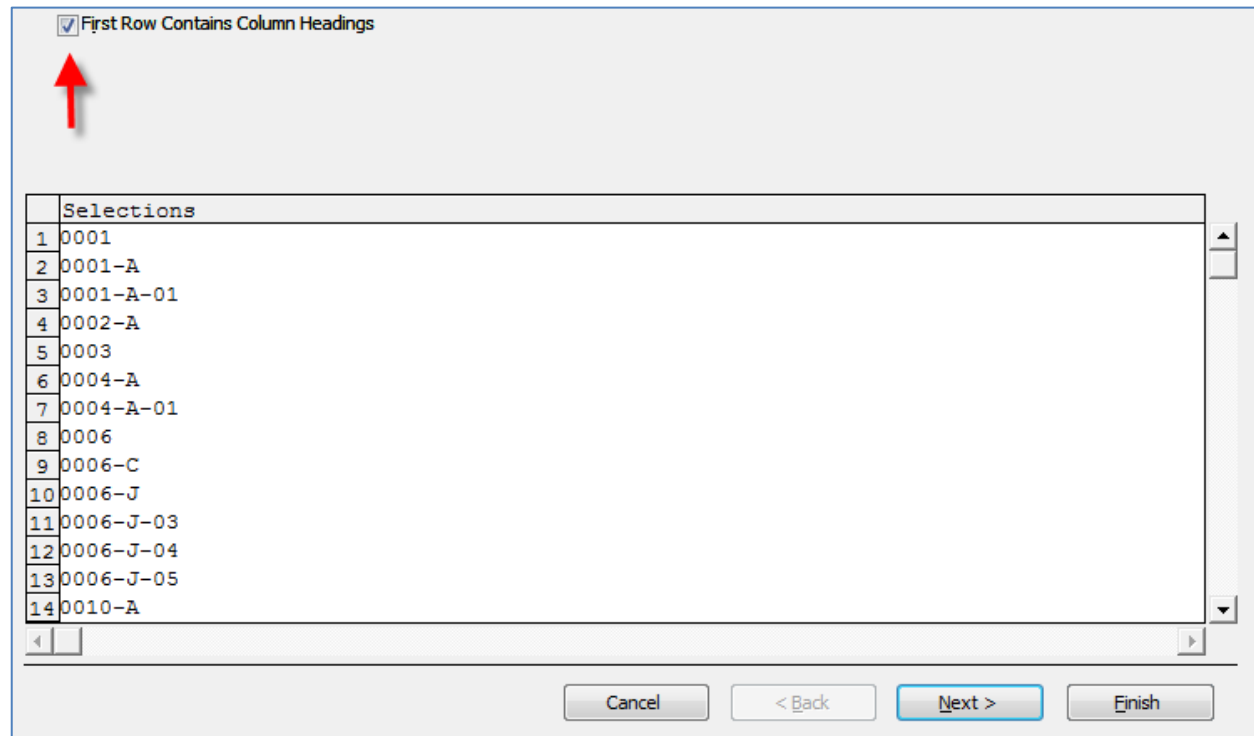 First Row Contains Column Headings
Selections
1 0001
2 0001-A
3 0001-A-01
4 0002-A
5 0003
6 0004-A
7 0004-A-01
8 0006
9 0006-C
10 0006-J
11 0006-J-03
12 0006-J-04
13 0006-J-05
14 0010-A
Cancel < Back Next > Finish